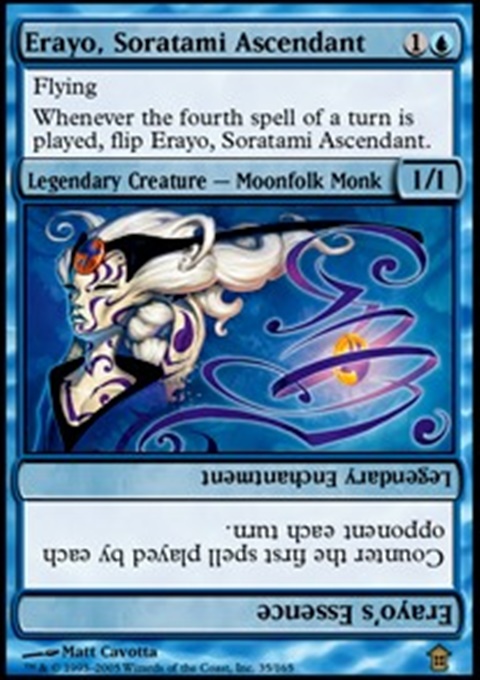 Erayo, Soratami Ascendant 1
Flying
Whenever the fourth spell of a turn is
played, flip Erayo, Soratami Ascendant.
Legendary Creature — Moonfolk Monk 1/1
Erayo's Essence
Counter the first spell played by each
opponent each turn.
Legendary Enchantment
Matt Cavotta
™ & © 1993-2005 Wizards of the Coast, Inc. 35/165